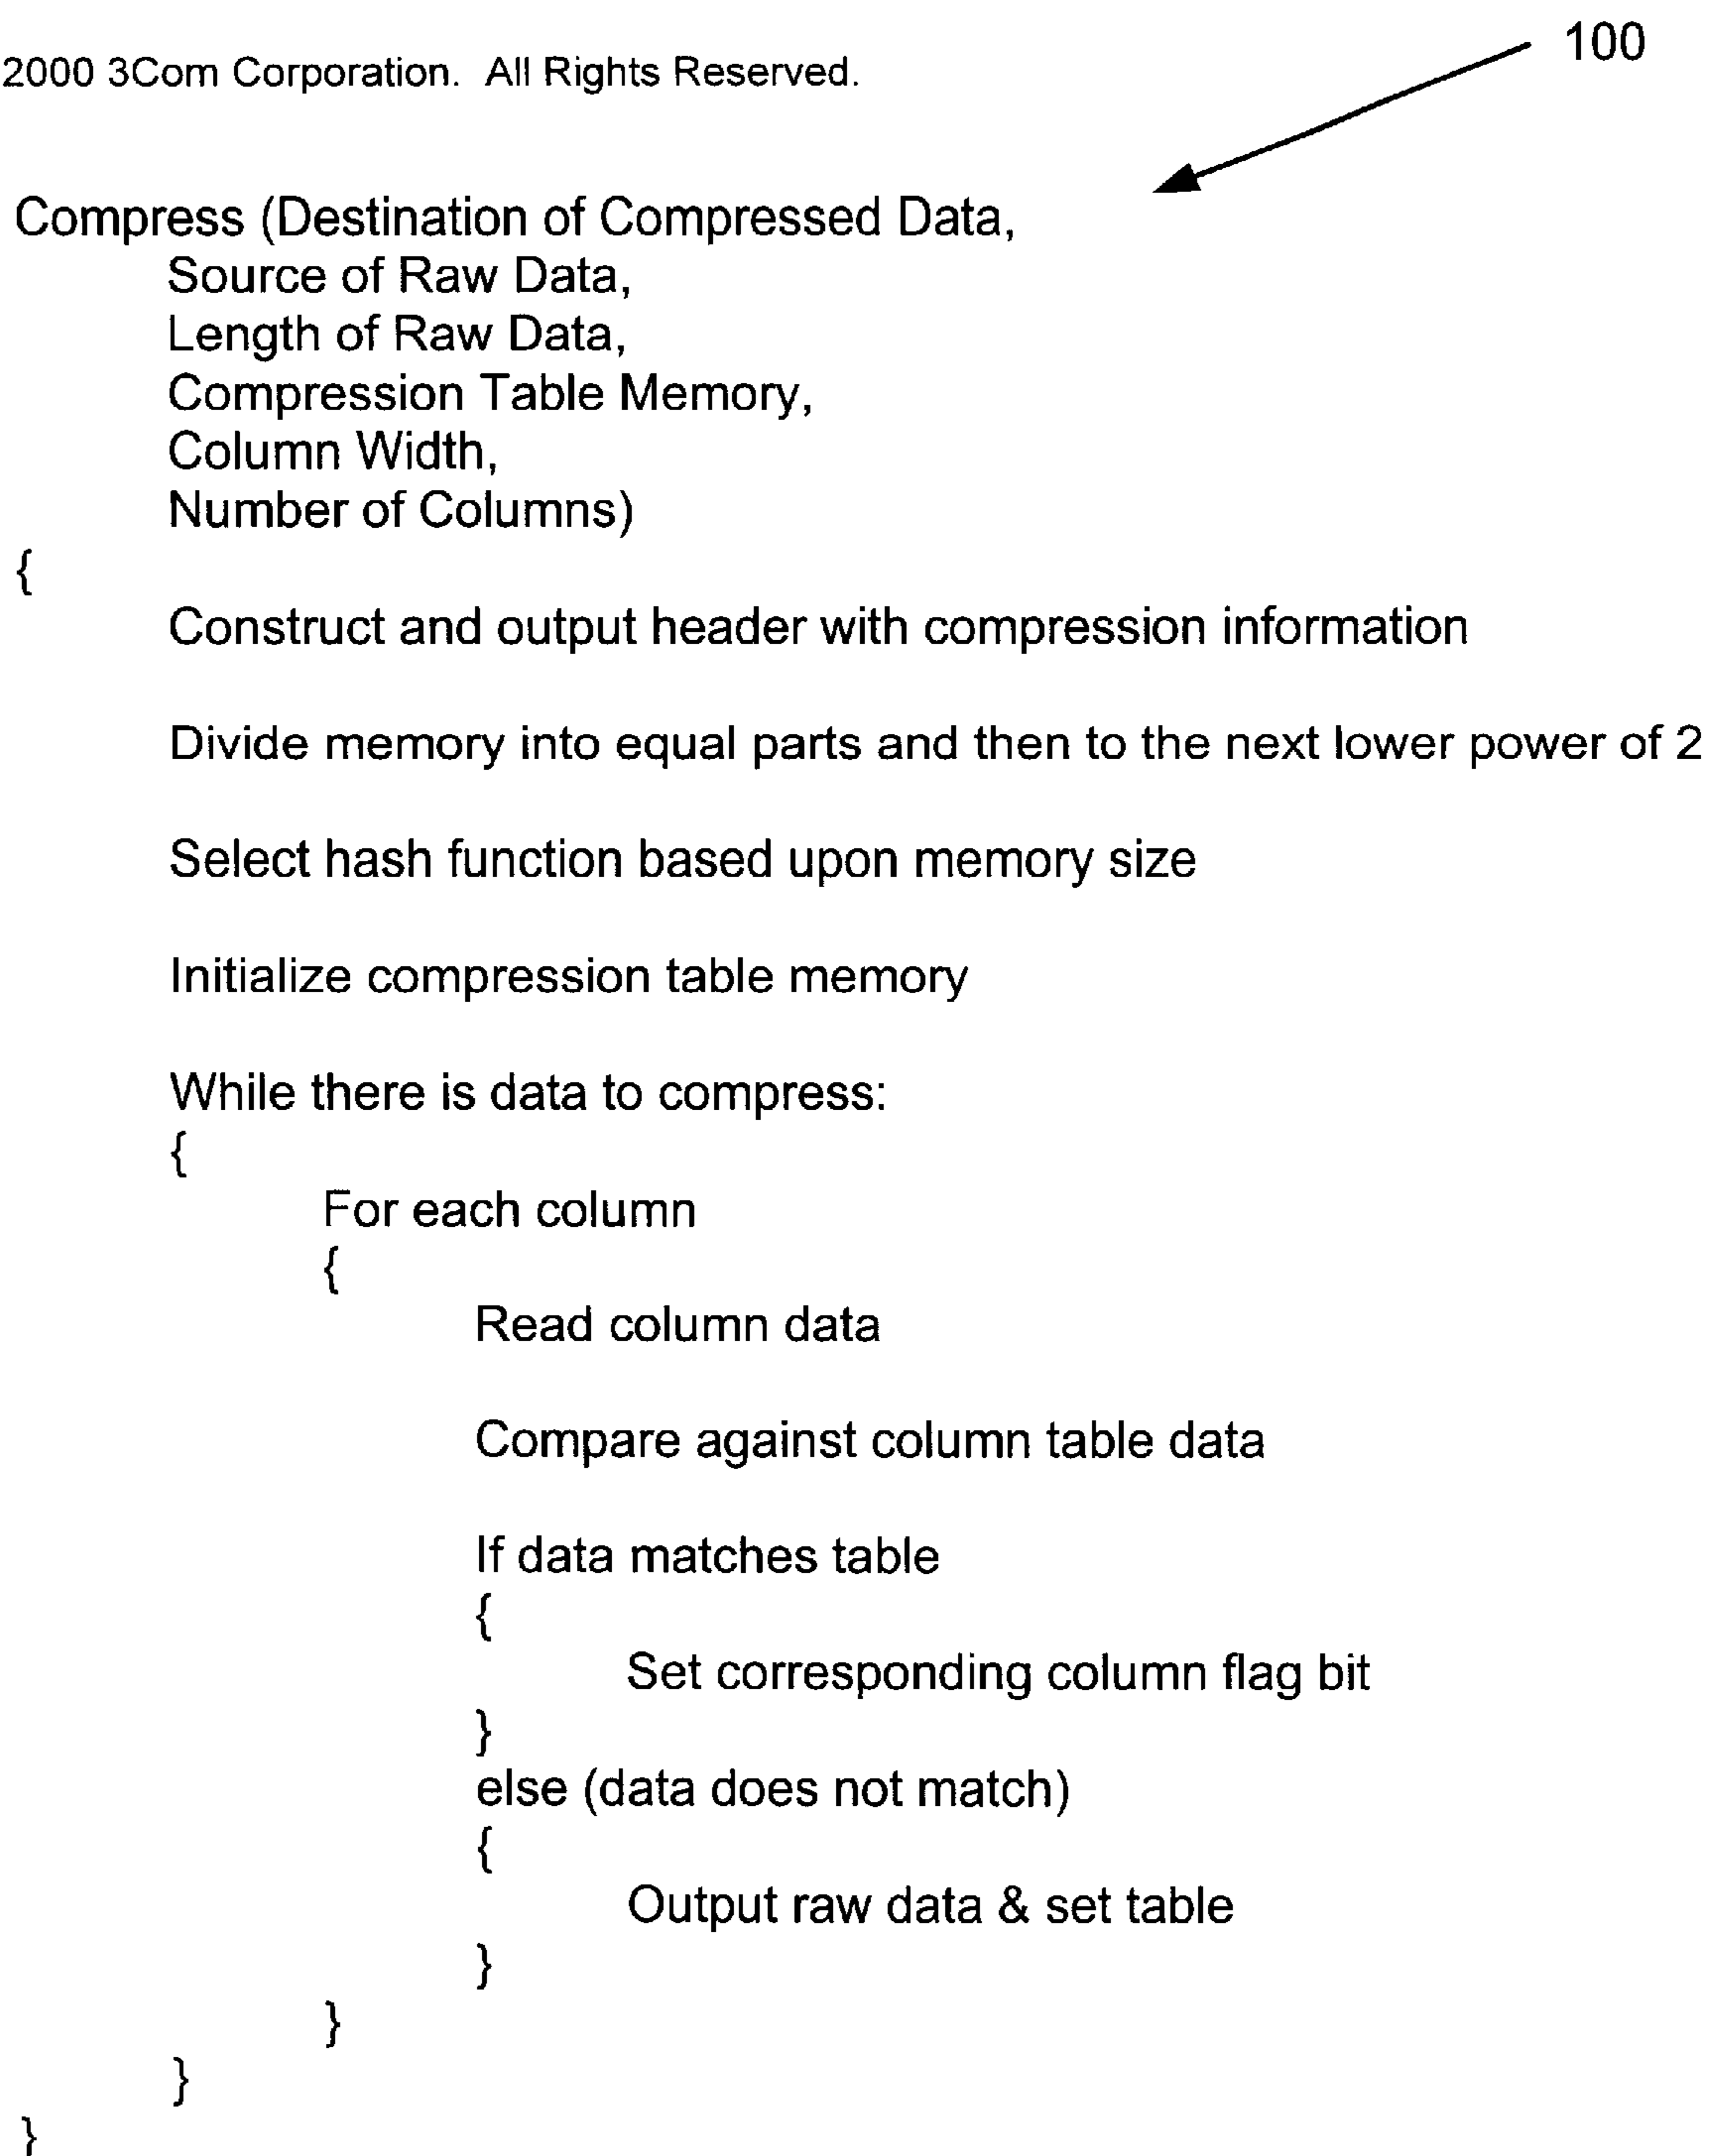 100
2000 3Com Corporation. All Rights Reserved.
Compress (Destination of Compressed Data,
Source of Raw Data,
Length of Raw Data,
Compression Table Memory,
Column Width,
Number of Columns)
{
Construct and output header with compression information
Divide memory into equal parts and then to the next lower power of 2
Select hash function based upon memory size
Initialize compression table memory
While there is data to compress:
{
For each column
{
Read column data
Compare against column table data
If data matches table
{
Set corresponding column flag bit
}
else (data does not match)
{
Output raw data & set table
}
}
}
}